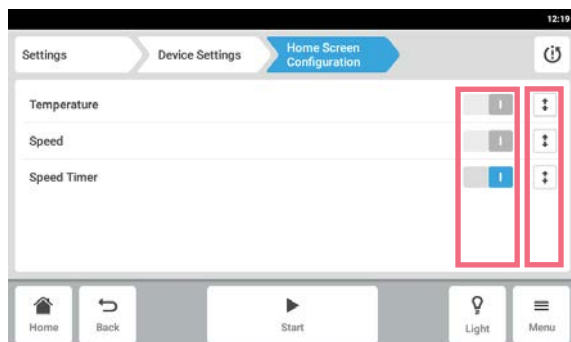 12:19
Settings
Device Settings
Home Screen
Configuration
Temperature
Speed
Speed Timer
Home
Back
Start
Light
Menu